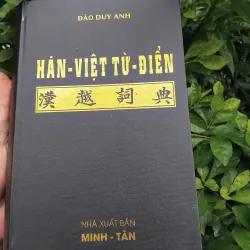 ĐÀO DUY ANH
HÁN-VIỆT TỪ-ĐIỂN
漢越詞典
NHÀ XUẤT BẢN
MINH - TÂN